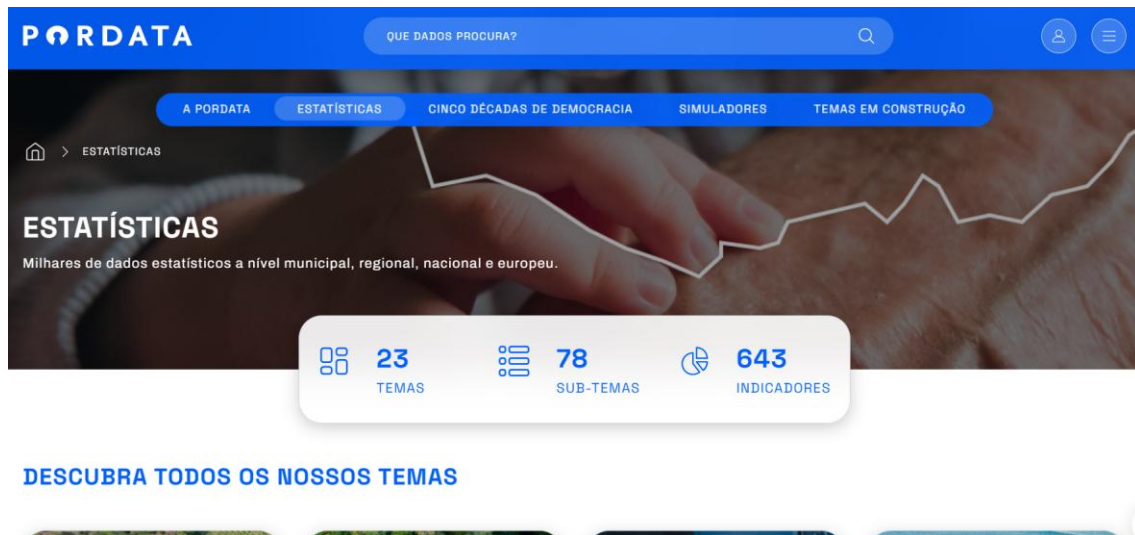 PORDATA
QUE DADOS PROCURA?
A PORDATA ESTATÍSTICAS CINCO DÉCADAS DE DEMOCRACIA SIMULADORES TEMAS EM CONSTRUÇÃO
> ESTATÍSTICAS
ESTATÍSTICAS
Milhares de dados estatísticos a nível municipal, regional, nacional e europeu.
23
TEMAS
78
SUB-TEMAS
643
INDICADORES
DESCUBRA TODOS OS NOSSOS TEMAS